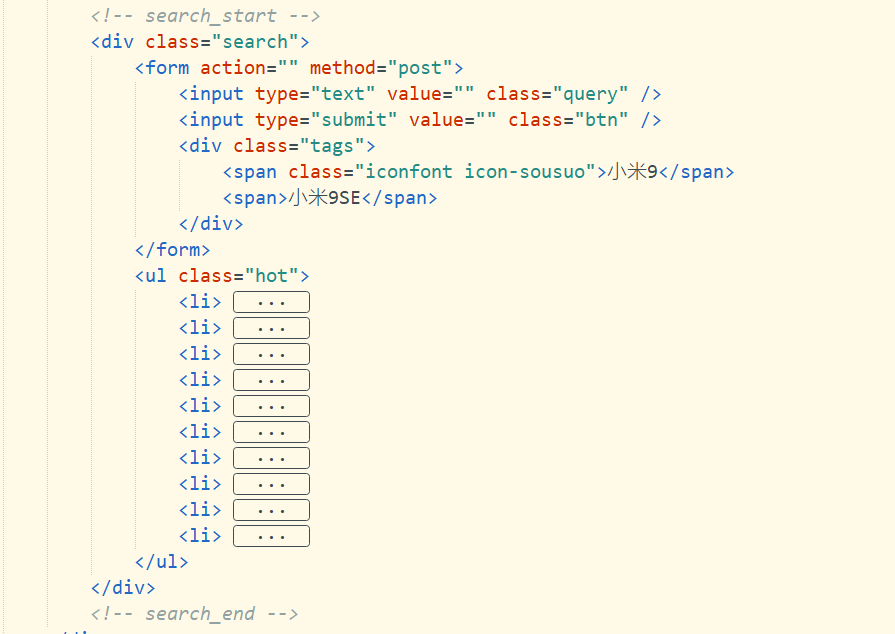 <!-- search_start -->
<div class="search">
<form action="" method="post">
<input type="text" value="" class="query" />
<input type="submit" value="" class="btn" />
<div class="tags">
<span class="iconfont icon-sousuo">小米9</span>
<span>小米9SE</span>
</div>
</form>
<ul class="hot">
<li> ...
<li> ...
<li> ...
<li> ...
<li> ...
<li> ...
<li> ...
<li> ...
<li> ...
<li> ...
</ul>
</div>
<!-- search_end -->